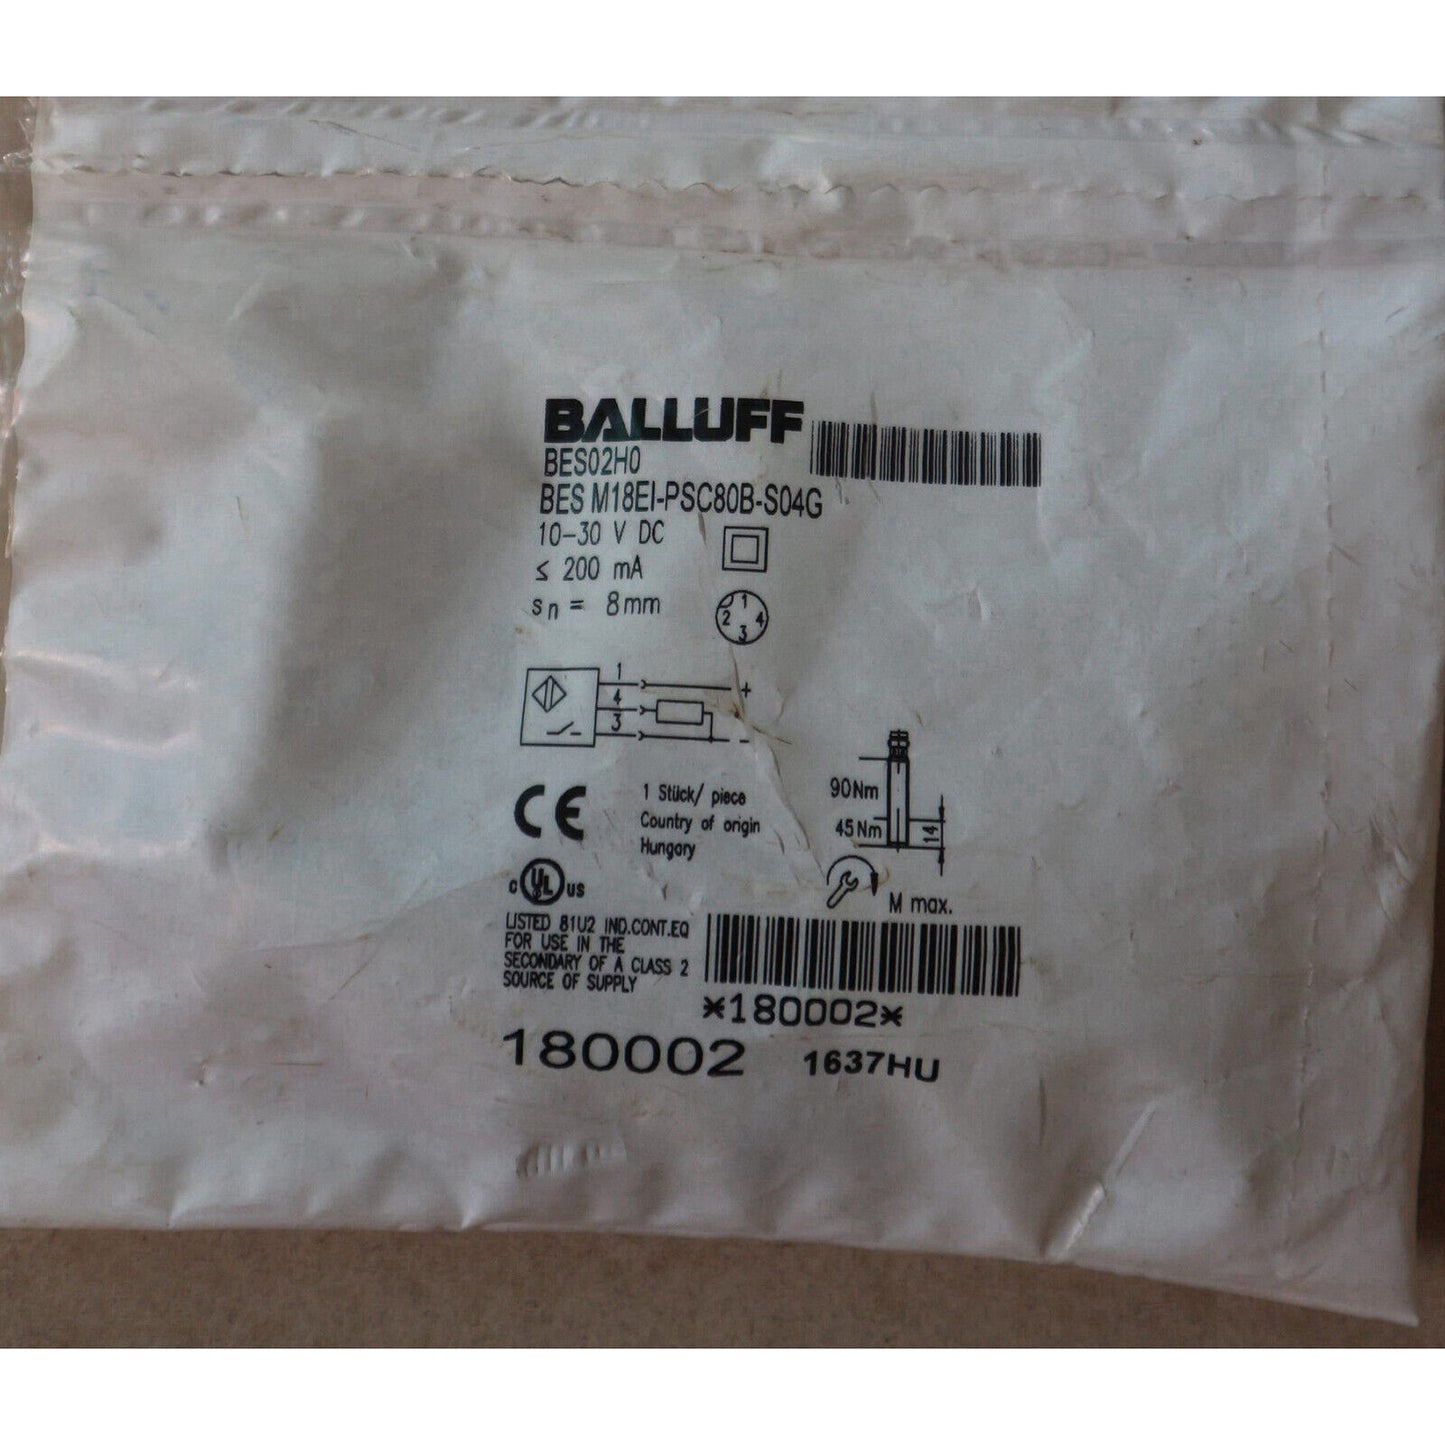 BALLUFF
BES02H0
BES M18EI-PSC80B-S04G
10-30 V DC
≤ 200 mA
sn = 8mm
1
2 4
3
1
+
4
3
-
90Nm
45Nm
14
M max.
CE
1 Stück/ piece
Country of origin
Hungary
c UL us
LISTED 81U2 IND.CONT.EQ
FOR USE IN THE
SECONDARY OF A CLASS 2
SOURCE OF SUPPLY
*180002*
180002 1637HU